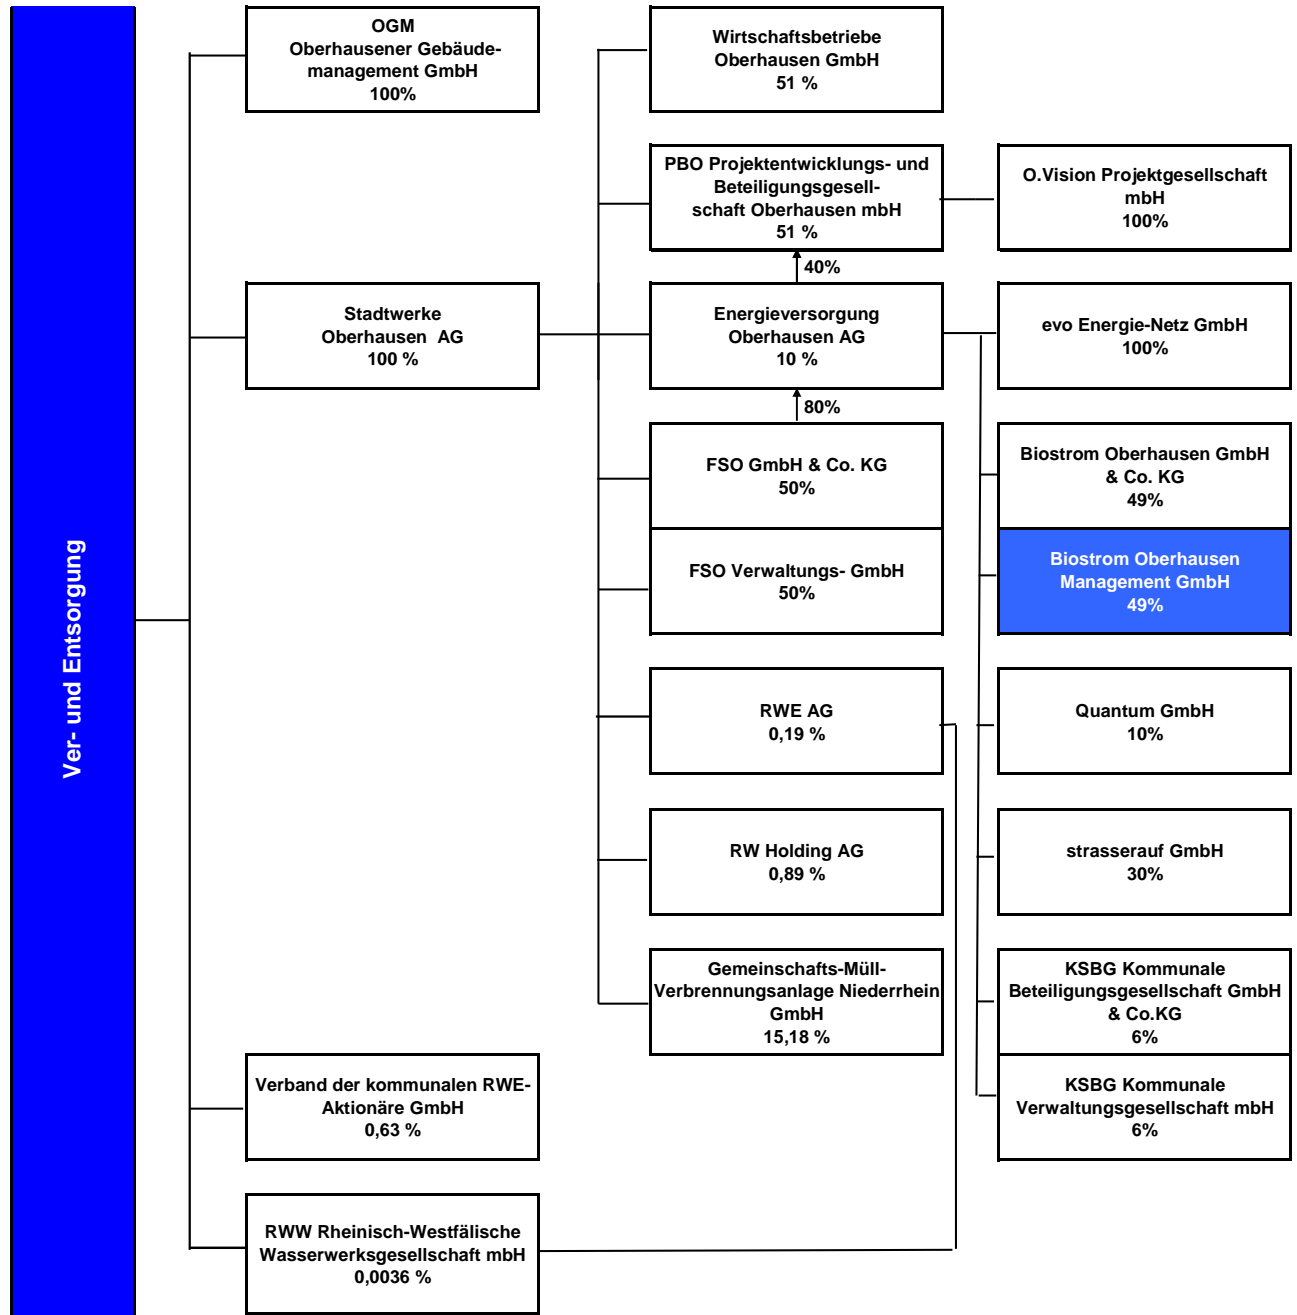 Ver- und Entsorgung
OGM
Oberhausener Gebäude-
management GmbH
100%
Stadtwerke
Oberhausen AG
100 %
Verband der kommunalen RWE-
Aktionäre GmbH
0,63 %
RWW Rheinisch-Westfälische
Wasserwerksgesellschaft mbH
0,0036 %
Wirtschaftsbetriebe
Oberhausen GmbH
51 %
PBO Projektentwicklungs- und
Beteiligungsgesell-
schaft Oberhausen mbH
51 %
40%
Energieversorgung
Oberhausen AG
10 %
80%
FSO GmbH & Co. KG
50%
FSO Verwaltungs- GmbH
50%
RWE AG
0,19 %
RW Holding AG
0,89 %
Gemeinschafts-Müll-
Verbrennungsanlage Niederrhein
GmbH
15,18 %
O.Vision Projektgesellschaft
mbH
100%
evo Energie-Netz GmbH
100%
Biostrom Oberhausen GmbH
& Co. KG
49%
Biostrom Oberhausen
Management GmbH
49%
Quantum GmbH
10%
strasserauf GmbH
30%
KSBG Kommunale
Beteiligungsgesellschaft GmbH
& Co.KG
6%
KSBG Kommunale
Verwaltungsgesellschaft mbH
6%